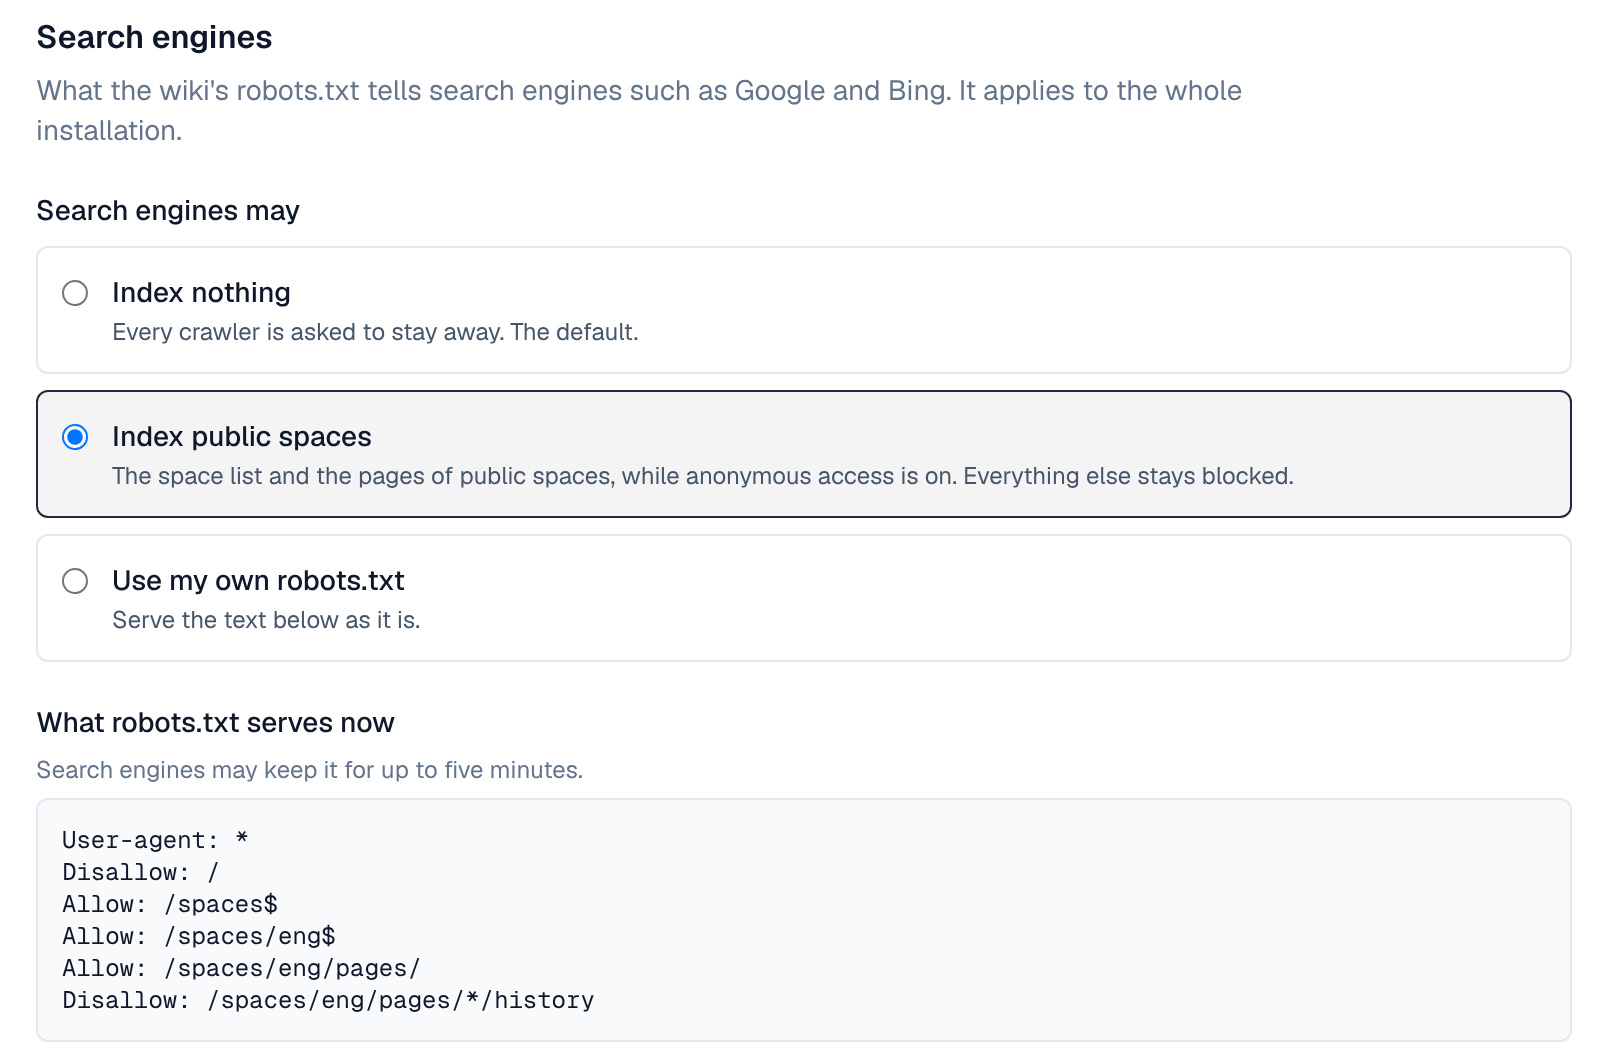 Search engines
What the wiki's robots.txt tells search engines such as Google and Bing. It applies to the whole
installation.
Search engines may
Index nothing
Every crawler is asked to stay away. The default.
Index public spaces
The space list and the pages of public spaces, while anonymous access is on. Everything else stays blocked.
Use my own robots.txt
Serve the text below as it is.
What robots.txt serves now
Search engines may keep it for up to five minutes.
User-agent: *
Disallow: /
Allow: /spaces$
Allow: /spaces/eng$
Allow: /spaces/eng/pages/
Disallow: /spaces/eng/pages/*/history